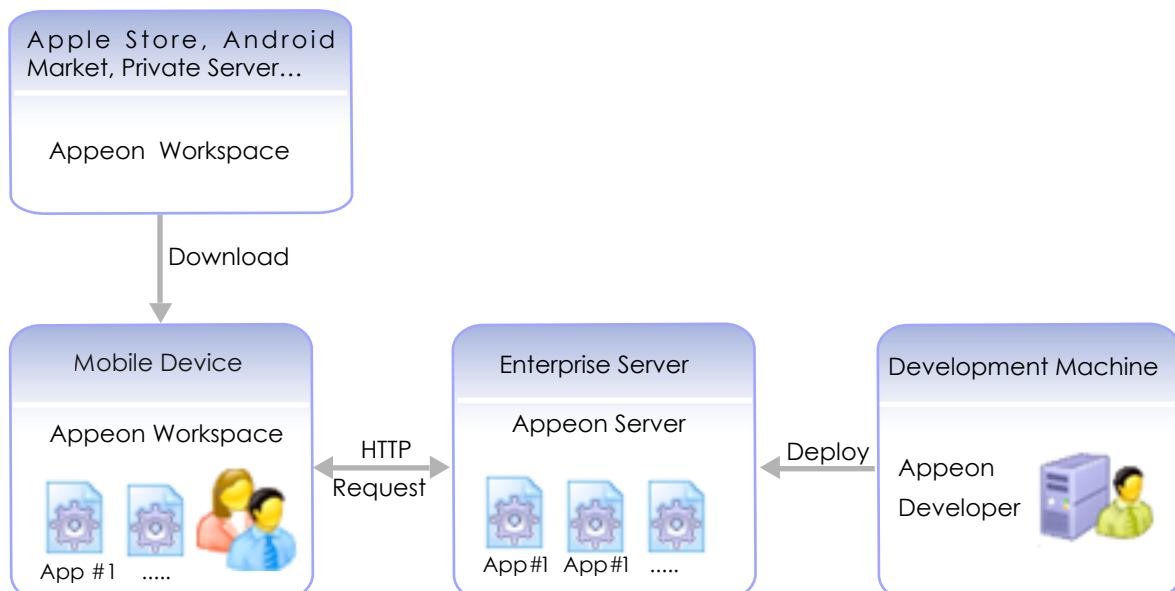 Apple Store, Android
Market, Private Server...
Appeon Workspace
Download
Mobile Device
Appeon Workspace
App #1
.....
HTTP
Request
Enterprise Server
Appeon Server
App#1
App#1
.....
Deploy
Development Machine
Appeon
Developer